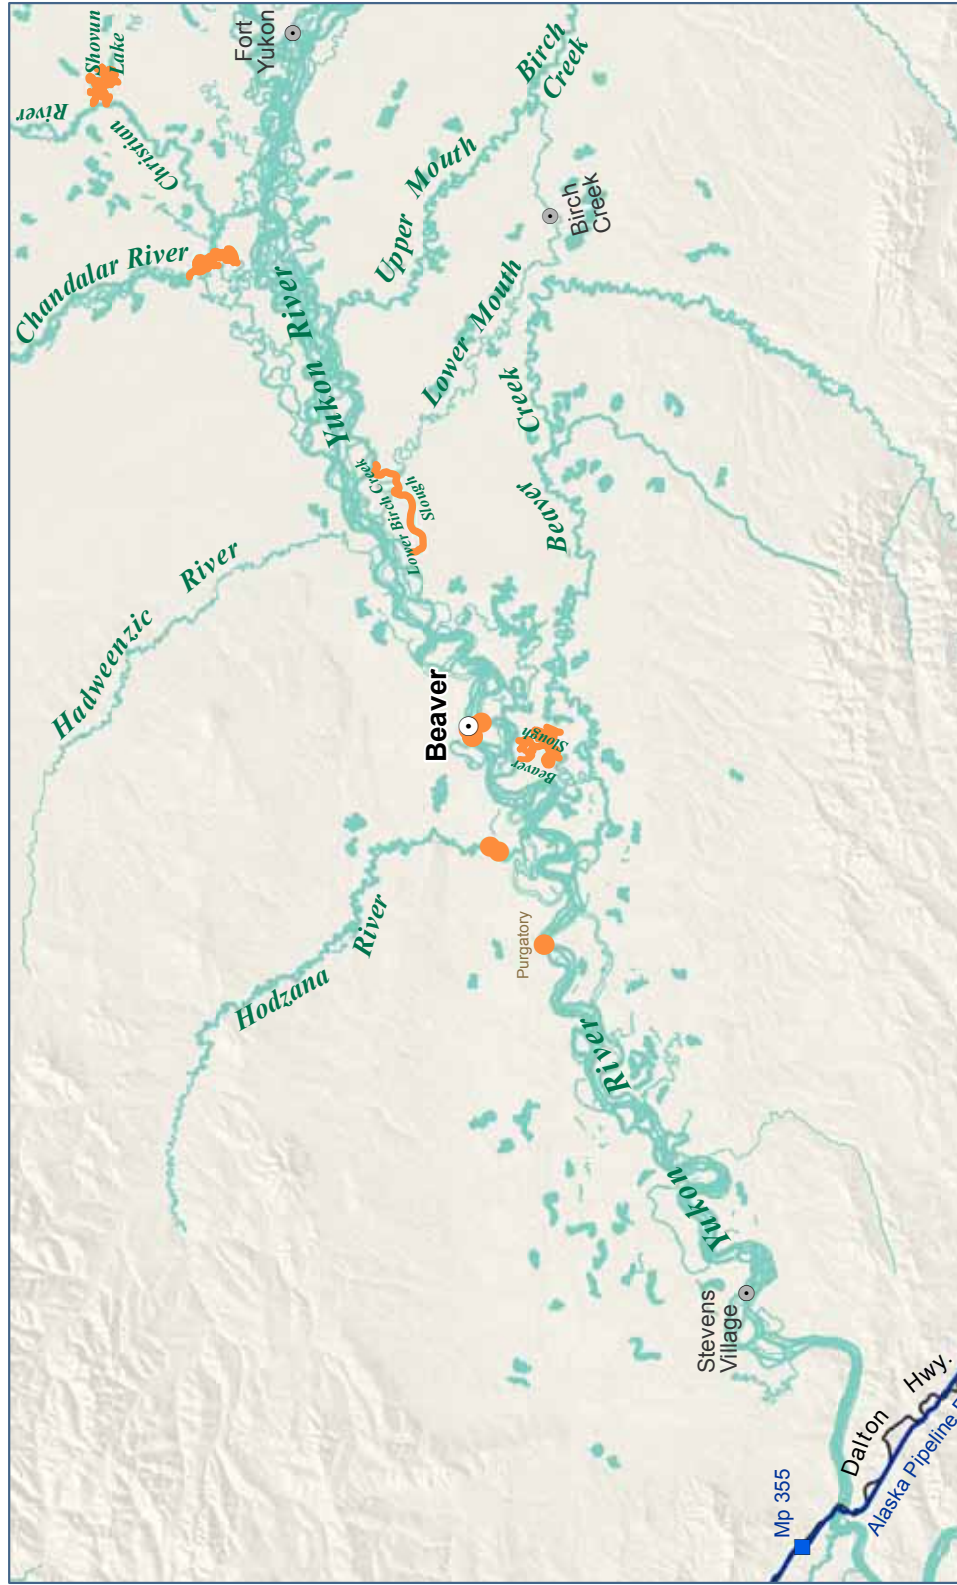 Shovun
Lake
Fort
Yukon
River
Christian
Chandalar River
Birch
Creek
Upper Mouth
Birch
Creek
Lower Mouth
Yukon River
Lower Birch Creek
Slough
Beaver Creek
Hadweenzic River
Beaver
Beaver
Slough
Hodzana River
Purgatory
Yukon River
Stevens
Village
Dalton Hwy.
Alaska Pipeline
Mp 355